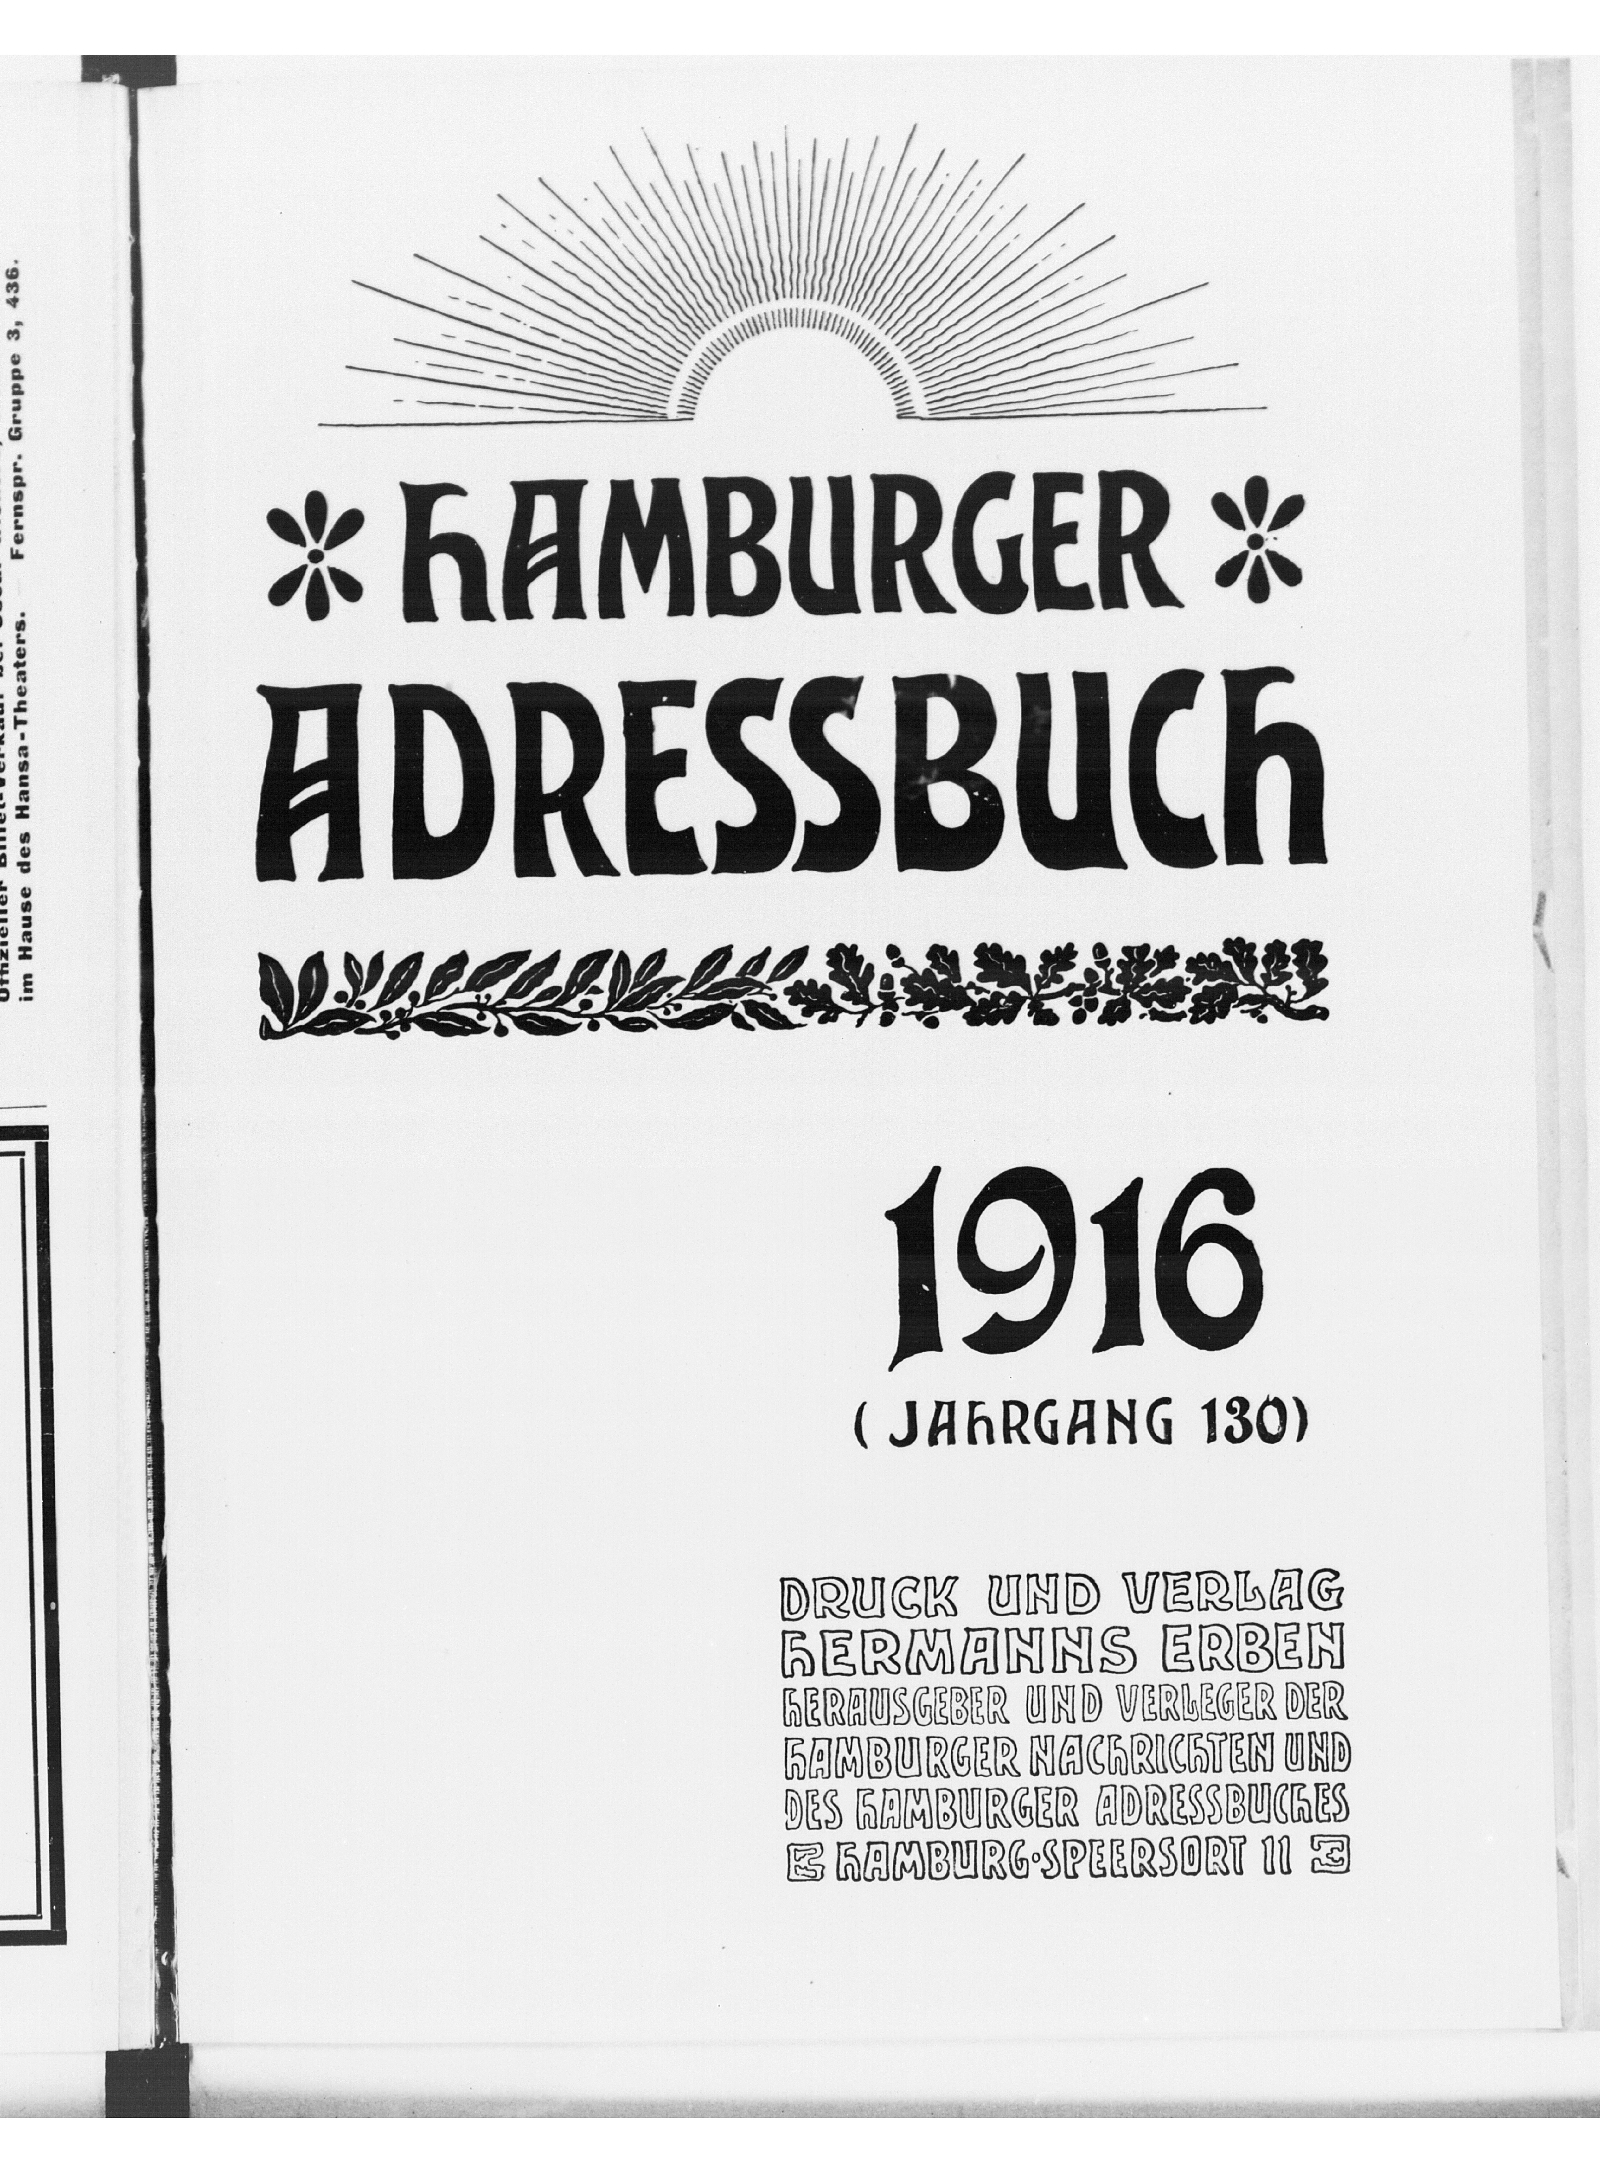 im Hause des Hansa-Theaters. Fernspr. Gruppe 3, 436.
HAMBURGER
ADRESSBUCH
1916
(JAHRGANG 130)
DRUCK UND VERLAG
HERMANNS ERBEN
HERAUSGEBER UND VERLEGER DER
HAMBURGER NACHRICHTEN UND
DES HAMBURGER ADRESSBUCHES
HAMBURG·SPEERSORT 11